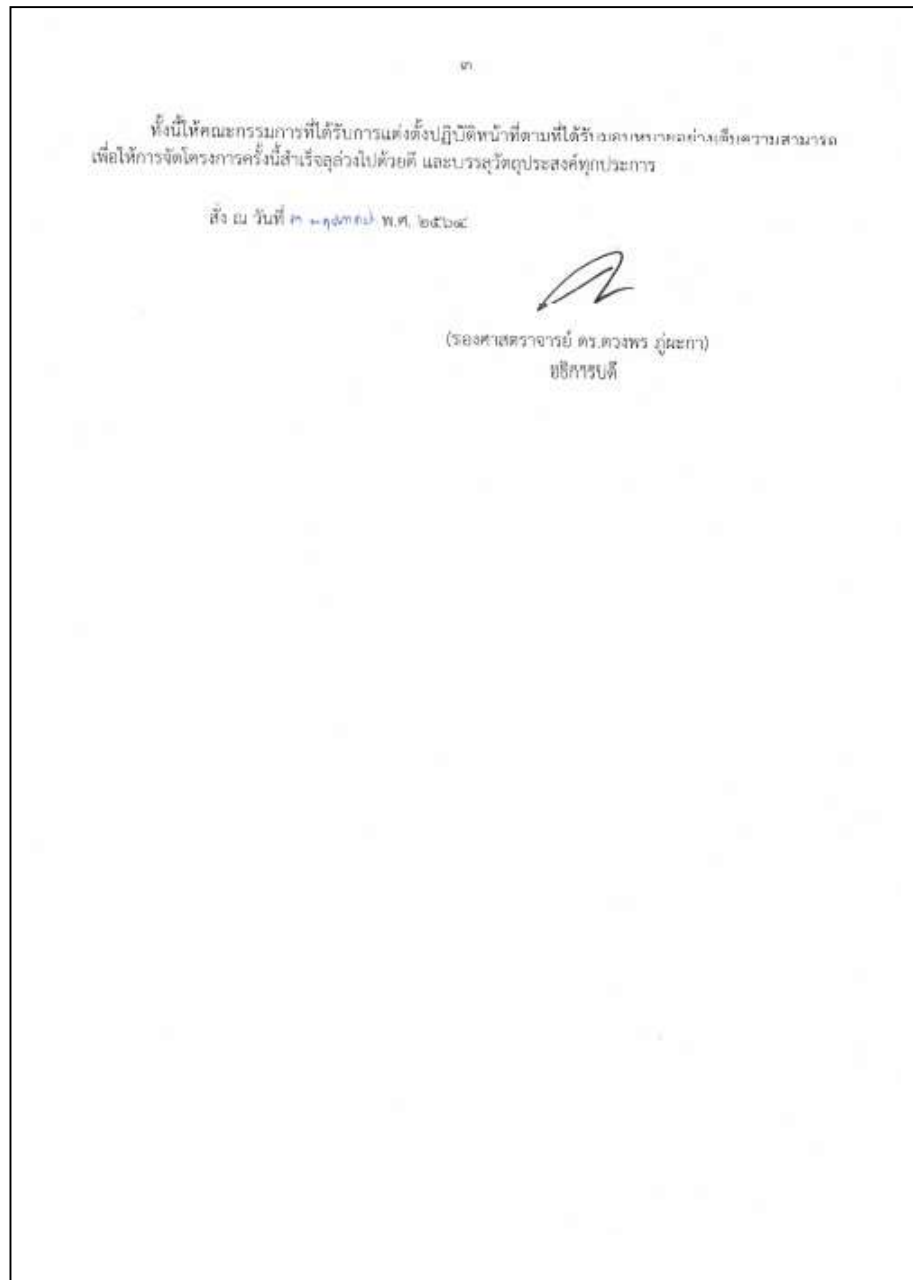 ๓
ทั้งนี้ให้คณะกรรมการที่ได้รับการแต่งตั้งปฏิบัติหน้าที่ตามที่ได้รับมอบหมายอย่างเต็มความสามารถ
เพื่อให้การจัดโครงการครั้งนี้สำเร็จลุล่วงไปด้วยดี และบรรลุวัตถุประสงค์ทุกประการ
สั่ง ณ วันที่ ๓ พฤษภาคม พ.ศ. ๒๕๖๔
(รองศาสตราจารย์ ดร.ดวงพร ภู่ผะกา)
อธิการบดี